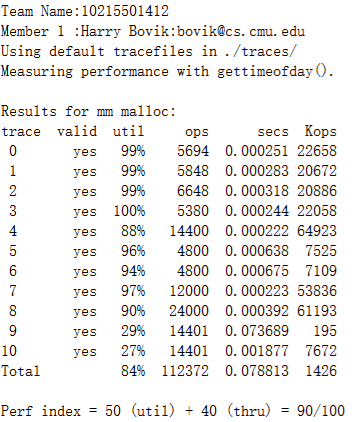 Team Name:10215501412
Member 1 :Harry Bovik:bovik@cs.cmu.edu
Using default tracefiles in ./traces/
Measuring performance with gettimeofday().
Results for mm malloc:
trace valid util ops secs Kops
0 yes 99% 5694 0.000251 22658
1 yes 99% 5848 0.000283 20672
2 yes 99% 6648 0.000318 20886
3 yes 100% 5380 0.000244 22058
4 yes 88% 14400 0.000222 64923
5 yes 96% 4800 0.000638 7525
6 yes 94% 4800 0.000675 7109
7 yes 97% 12000 0.000223 53836
8 yes 90% 24000 0.000392 61193
9 yes 29% 14401 0.073689 195
10 yes 27% 14401 0.001877 7672
Total 84% 112372 0.078813 1426
Perf index = 50 (util) + 40 (thru) = 90/100